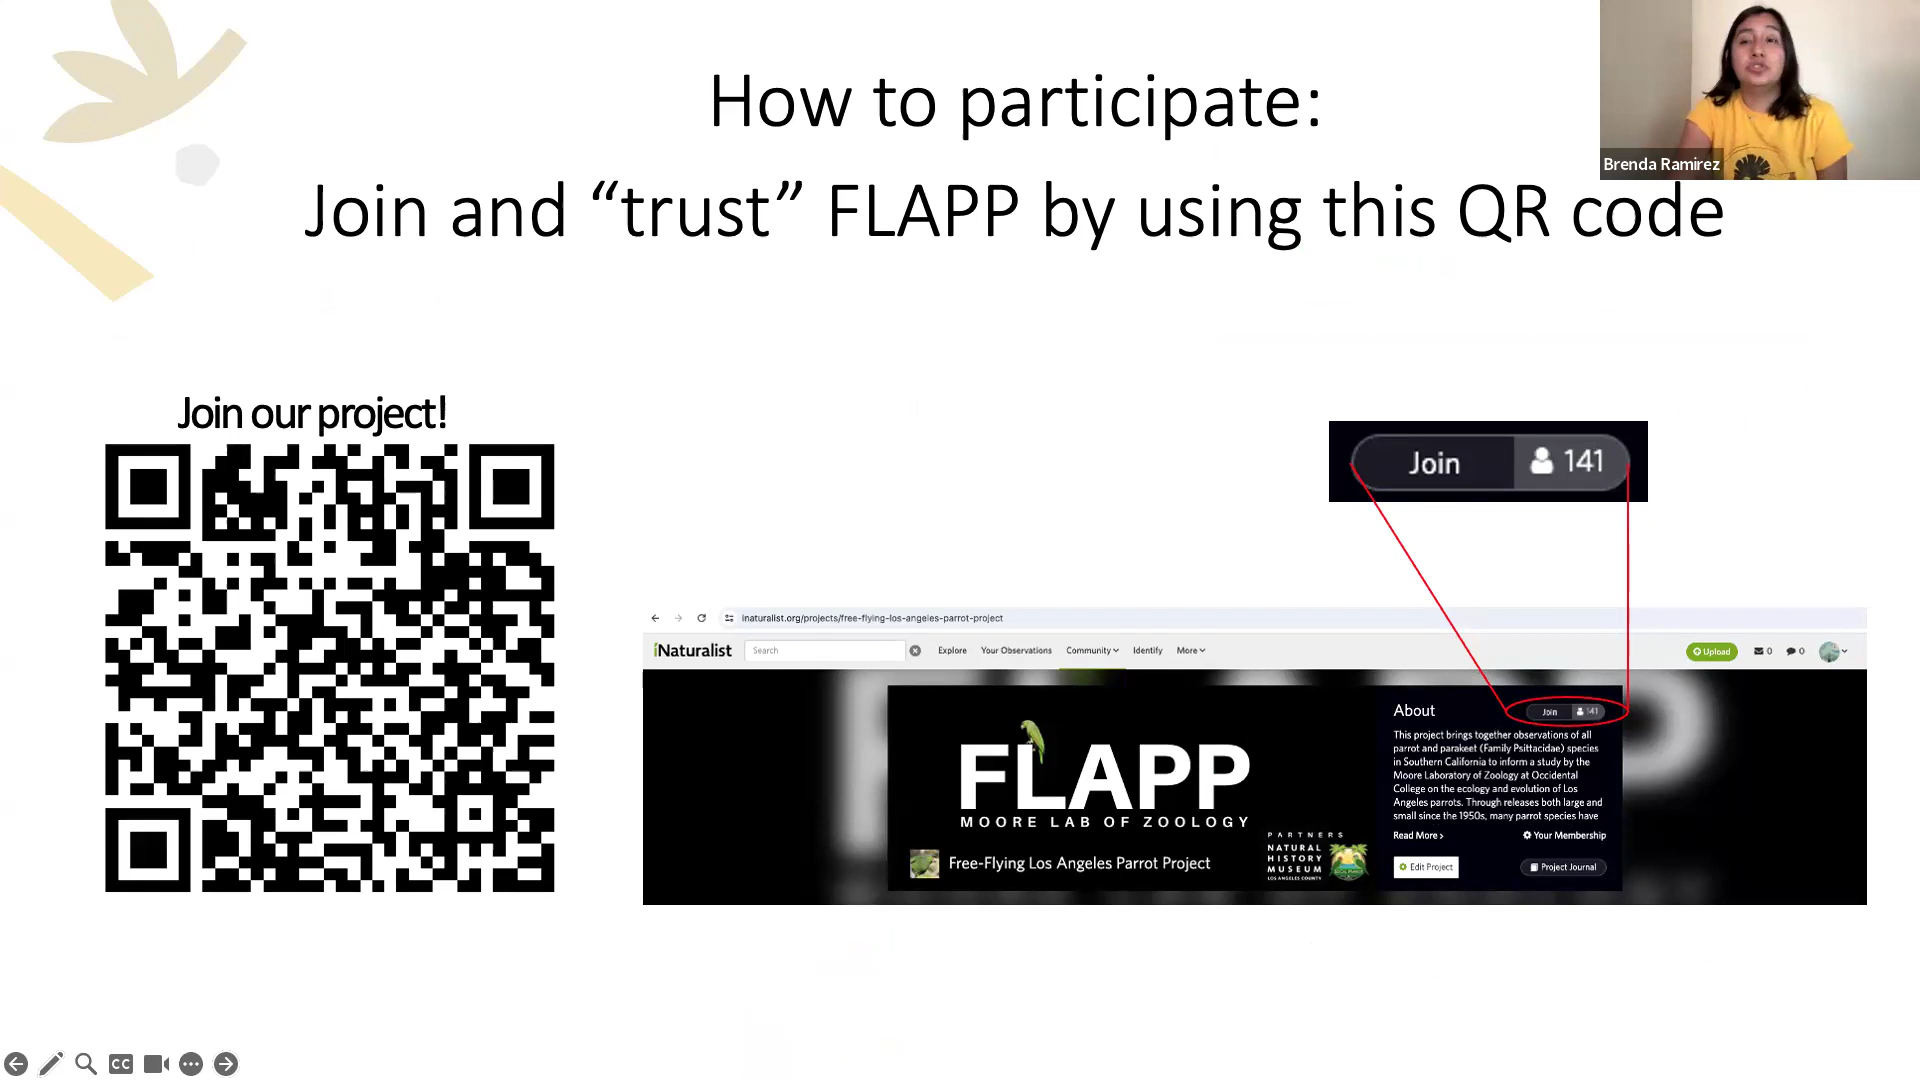 How to participate:
Join and “trust” FLAPP by using this QR code
Brenda Ramirez
Join our project!
Join 141
inaturalist.org/projects/free-flying-los-angeles-parrot-project
iNaturalist Search Explore Your Observations Community Identify More Upload 0 0
FLAPP
MOORE LAB OF ZOOLOGY
Free-Flying Los Angeles Parrot Project
PARTNERS
NATURAL
HISTORY
MUSEUM
LOS ANGELES COUNTY
About Join 141
This project brings together observations of all
parrot and parakeet (Family Psittacidae) species
in Southern California to inform a study by the
Moore Laboratory of Zoology at Occidental
College on the ecology and evolution of Los
Angeles parrots. Through releases both large and
small since the 1950s, many parrot species have
Read More > Your Membership
Edit Project Project Journal
CC